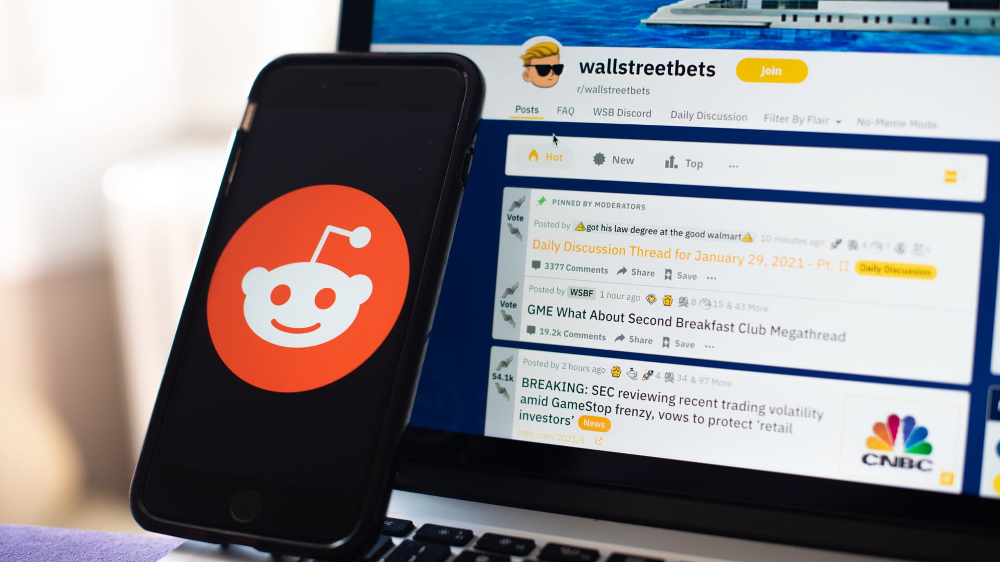 wallstreetbets
Join
r/wallstreetbets
Posts FAQ WSB Discord Daily Discussion Filter By Flair No-Meme Mode
Hot New Top ...
PINNED BY MODERATORS
Vote
Posted by got his law degree at the good walmart 10 minutes ago 4 7 6
Daily Discussion Thread for January 29, 2021 - Pt. II Daily Discussion
3377 Comments Share Save ...
Posted by WSBF 1 hour ago 8 15 & 43 More
Vote
GME What About Second Breakfast Club Megathread
19.2k Comments Share Save ...
Posted by 2 hours ago 4 34 & 97 More
54.1k
BREAKING: SEC reviewing recent trading volatility
amid GameStop frenzy, vows to protect ‘retail
investors’ News
cnbc.com/2021/0...
CNBC